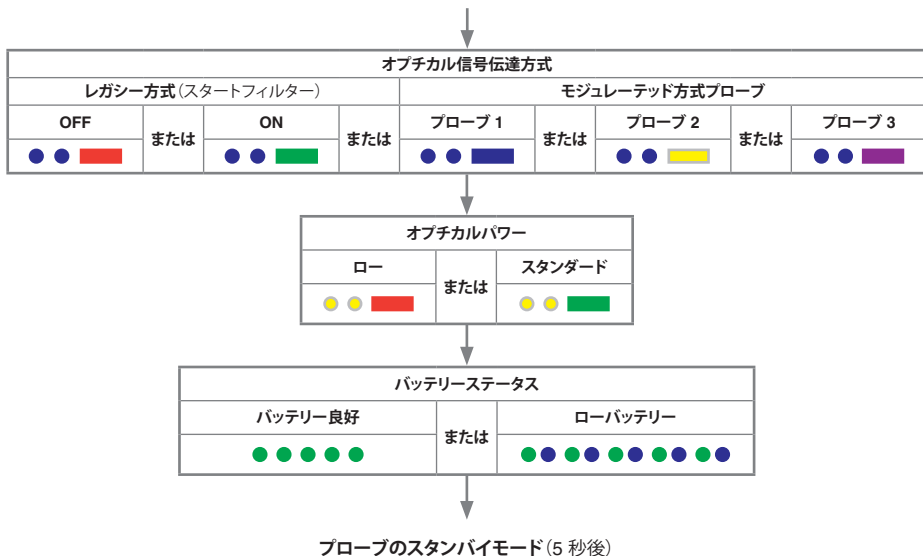 オプチカル信号伝達方式
レガシー方式(スタートフィルター) モジュレーテッド方式プローブ
OFF または ON または プローブ 1 または プローブ 2 または プローブ 3
オプチカルパワー
ロー または スタンダード
バッテリーステータス
バッテリー良好 または ローバッテリー
プローブのスタンバイモード(5 秒後)